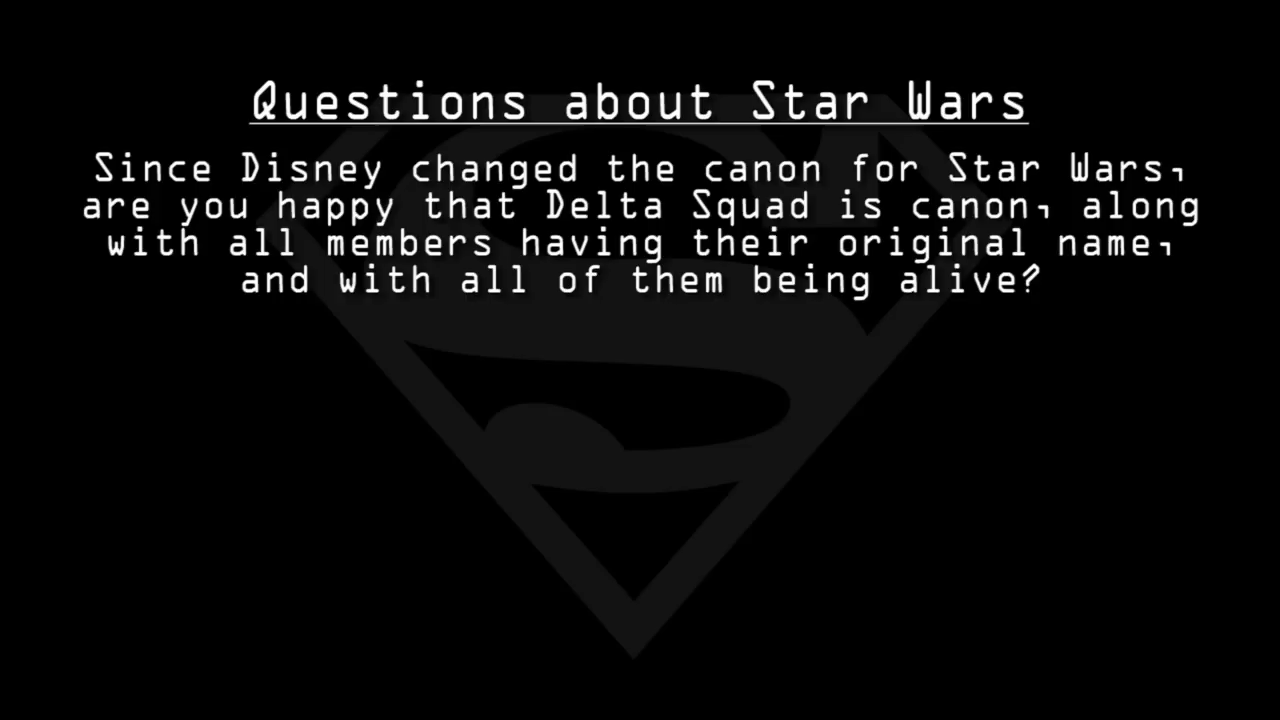 Questions about Star Wars
Since Disney changed the canon for Star Wars,
are you happy that Delta Squad is canon, along
with all members having their original name,
and with all of them being alive?